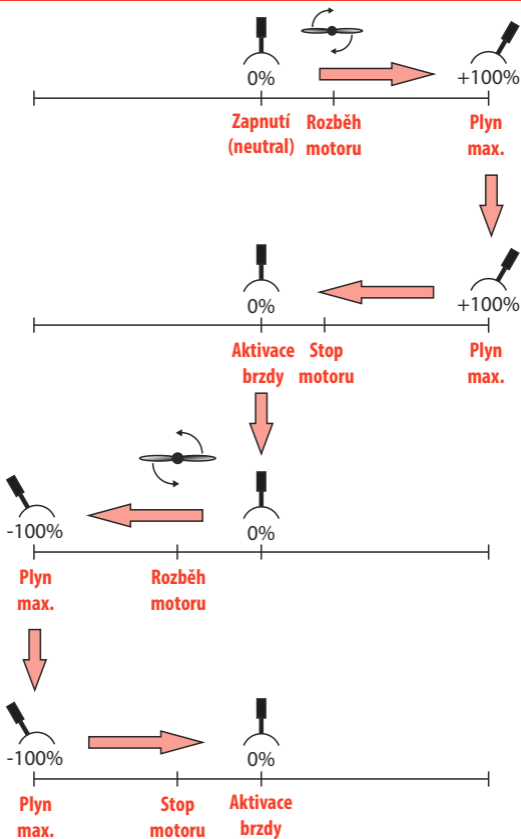 0%
+100%
Zapnutí Rozběh Plyn
(neutral) motoru max.
0%
+100%
Aktivace Stop Plyn
brzdy motoru max.
-100%
0%
Plyn Rozběh
max. motoru
-100%
0%
Plyn Stop Aktivace
max. motoru brzdy